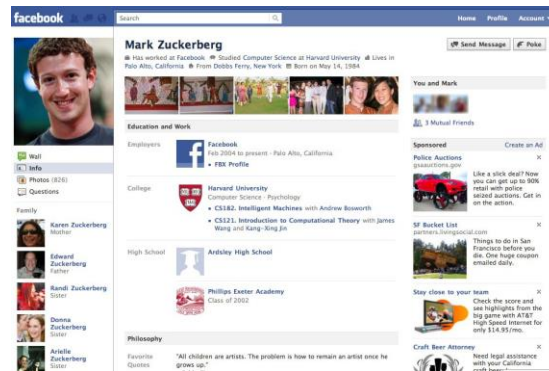 facebook
Search
Home Profile Account
Mark Zuckerberg
Has worked at Facebook Studied Computer Science at Harvard University Lives in
Palo Alto, California From Dobbs Ferry, New York Born on May 14, 1984
Send Message Poke
Wall
Info
Photos (826)
Questions
Family
Karen Zuckerberg
Mother
Edward
Zuckerberg
Father
Randi Zuckerberg
Sister
Donna
Zuckerberg
Sister
Arielle
Zuckerberg
Sister
Education and Work
Employers
Facebook
Feb 2004 to present · Palo Alto, California
• FBX Profile
College
Harvard University
Computer Science · Psychology
• CS182. Intelligent Machines with Andrew Bosworth
• CS121. Introduction to Computational Theory with James
Wang and Kang-Xing Jin
High School
Ardsley High School
Phillips Exeter Academy
Class of 2002
Philosophy
Favorite
Quotes
"All children are artists. The problem is how to remain an artist once he
grows up."
You and Mark
3 Mutual Friends
Sponsored Create an Ad
Police Auctions
gsaauctions.gov
Like a slick deal? Now
you can get up to 90%
retail with police
seized auctions. Get in
on the action.
SF Bucket List
partners.livingsocial.com
Things to do in San
Francisco before you
die. One huge coupon
emailed daily.
Stay close to your team
Check the score and
see highlights from the
big game with AT&T
High Speed Internet for
only $14.95/mo.
Craft Beer Attorney
Need legal assistance
with your California
craft beer